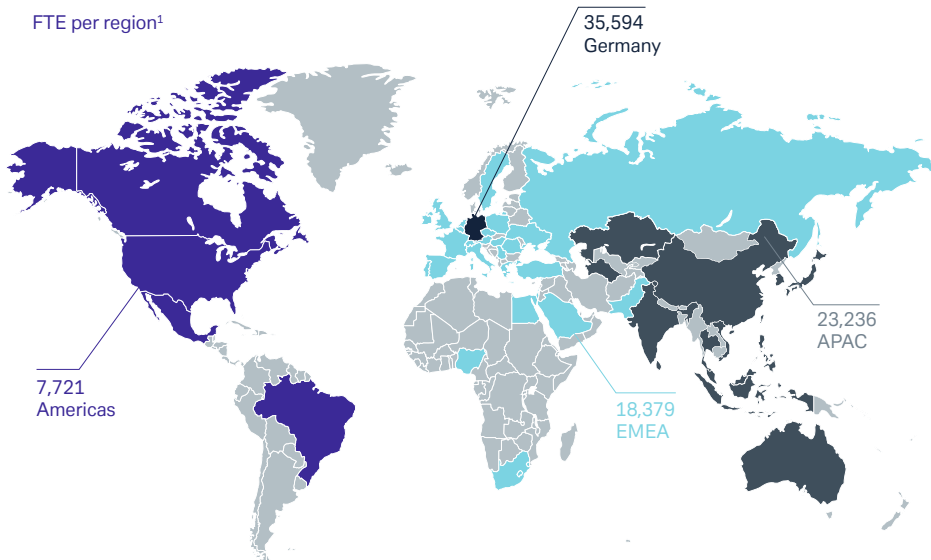 FTE per region¹
35,594
Germany
7,721
Americas
18,379
EMEA
23,236
APAC